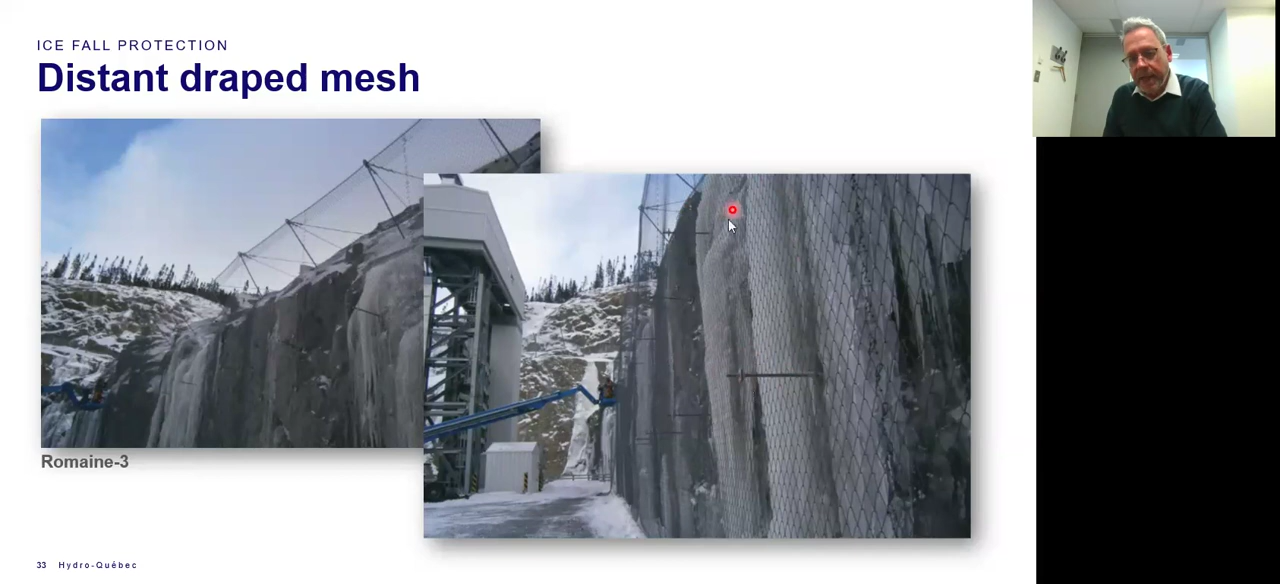 ICE FALL PROTECTION
Distant draped mesh
Romaine-3
33 Hydro-Québec